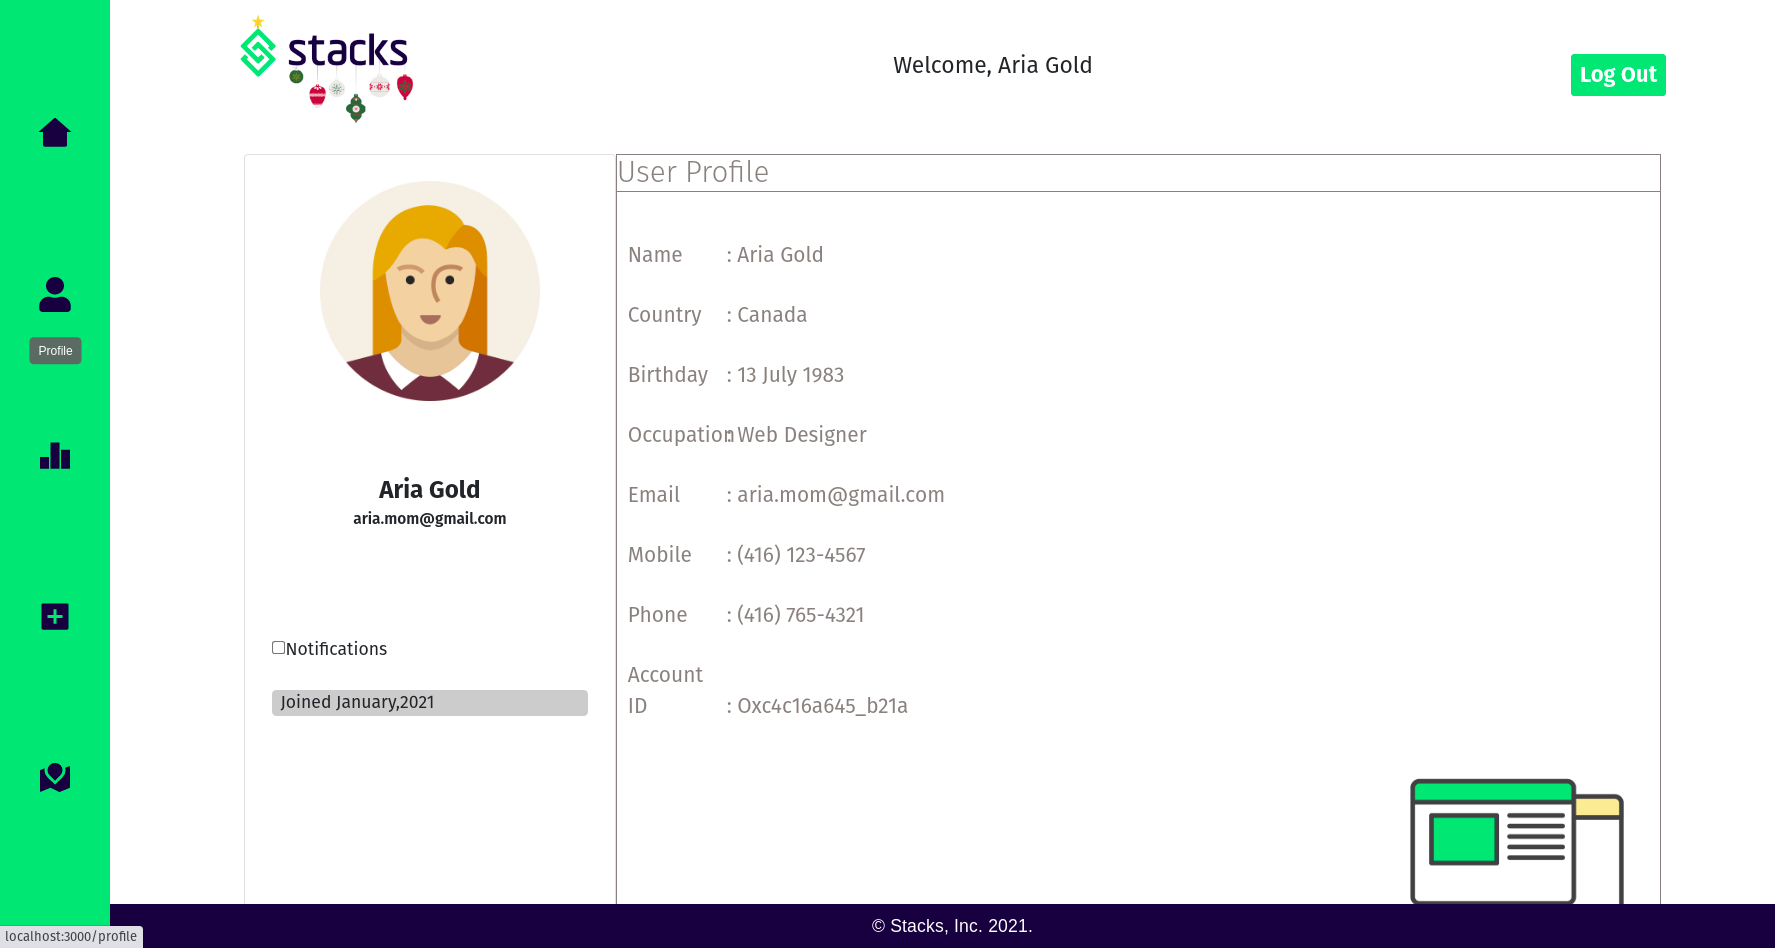 stacks
Welcome, Aria Gold
Log Out
Profile
Aria Gold
aria.mom@gmail.com
Notifications
Joined January,2021
User Profile
Name : Aria Gold
Country : Canada
Birthday : 13 July 1983
Occupation : Web Designer
Email : aria.mom@gmail.com
Mobile : (416) 123-4567
Phone : (416) 765-4321
Account
ID : Oxc4c16a645_b21a
© Stacks, Inc. 2021.
localhost:3000/profile